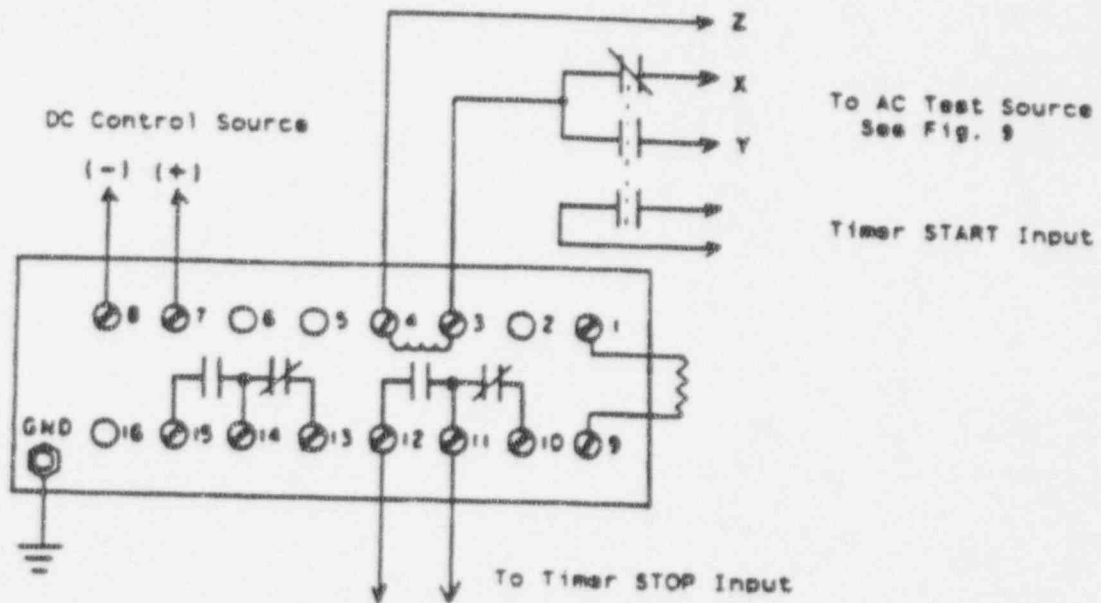 Z
X
To AC Test Source
See Fig. 9
Y
DC Control Source
(-) (+)
Timer START Input
8 7 6 5 4 3 2 1
GND 16 15 14 13 12 11 10 9
To Timer STOP Input